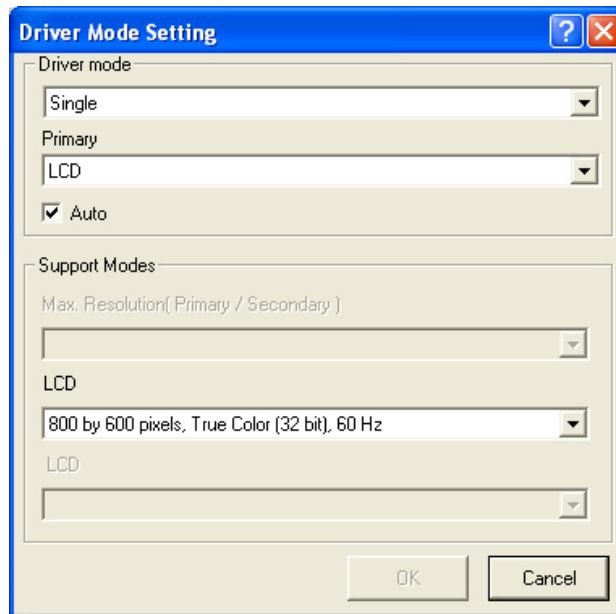 Driver Mode Setting
Driver mode
Single
Primary
LCD
Auto
Support Modes
Max. Resolution( Primary / Secondary )
LCD
800 by 600 pixels, True Color (32 bit), 60 Hz
LCD
OK
Cancel